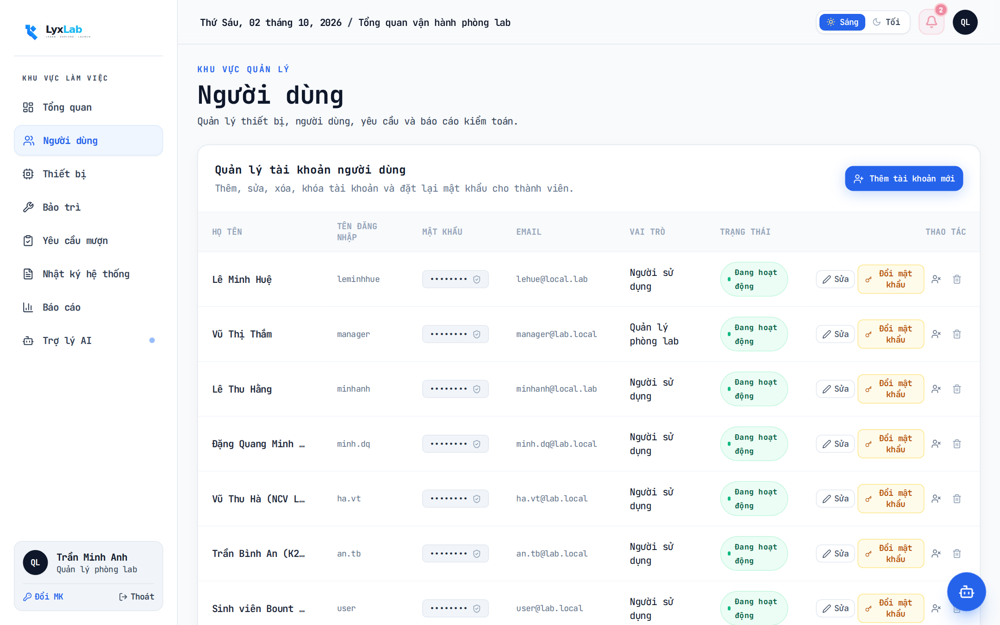 LyxLab
LEARN · EXPLORE · LAUNCH
KHU VỰC LÀM VIỆC
Tổng quan
Người dùng
Thiết bị
Bảo trì
Yêu cầu mượn
Nhật ký hệ thống
Báo cáo
Trợ lý AI
QL
Trần Minh Anh
Quản lý phòng lab
Đổi MK
Thoát
Thứ Sáu, 02 tháng 10, 2026 / Tổng quan vận hành phòng lab
Sáng
Tối
2
QL
KHU VỰC QUẢN LÝ
Người dùng
Quản lý thiết bị, người dùng, yêu cầu và báo cáo kiểm toán.
Quản lý tài khoản người dùng
Thêm, sửa, xóa, khóa tài khoản và đặt lại mật khẩu cho thành viên.
Thêm tài khoản mới
HỌ TÊN
TÊN ĐĂNG
NHẬP
MẬT KHẨU
EMAIL
VAI TRÒ
TRẠNG THÁI
THAO TÁC
Lê Minh Huệ
leminhhue
••••••••
lehue@local.lab
Người sử
dụng
Đang hoạt
động
Sửa
Đổi mật
khẩu
Vũ Thị Thắm
manager
••••••••
manager@lab.local
Quản lý
phòng lab
Đang hoạt
động
Sửa
Đổi mật
khẩu
Lê Thu Hằng
minhanh
••••••••
minhanh@local.lab
Người sử
dụng
Đang hoạt
động
Sửa
Đổi mật
khẩu
Đặng Quang Minh …
minh.dq
••••••••
minh.dq@lab.local
Người sử
dụng
Đang hoạt
động
Sửa
Đổi mật
khẩu
Vũ Thu Hà (NCV L…
ha.vt
••••••••
ha.vt@lab.local
Người sử
dụng
Đang hoạt
động
Sửa
Đổi mật
khẩu
Trần Bình An (K2…
an.tb
••••••••
an.tb@lab.local
Người sử
dụng
Đang hoạt
động
Sửa
Đổi mật
khẩu
Sinh viên Bount …
user
••••••••
user@lab.local
Người sử
dụng
Đang hoạt
động
Sửa
Đổi mật
khẩu